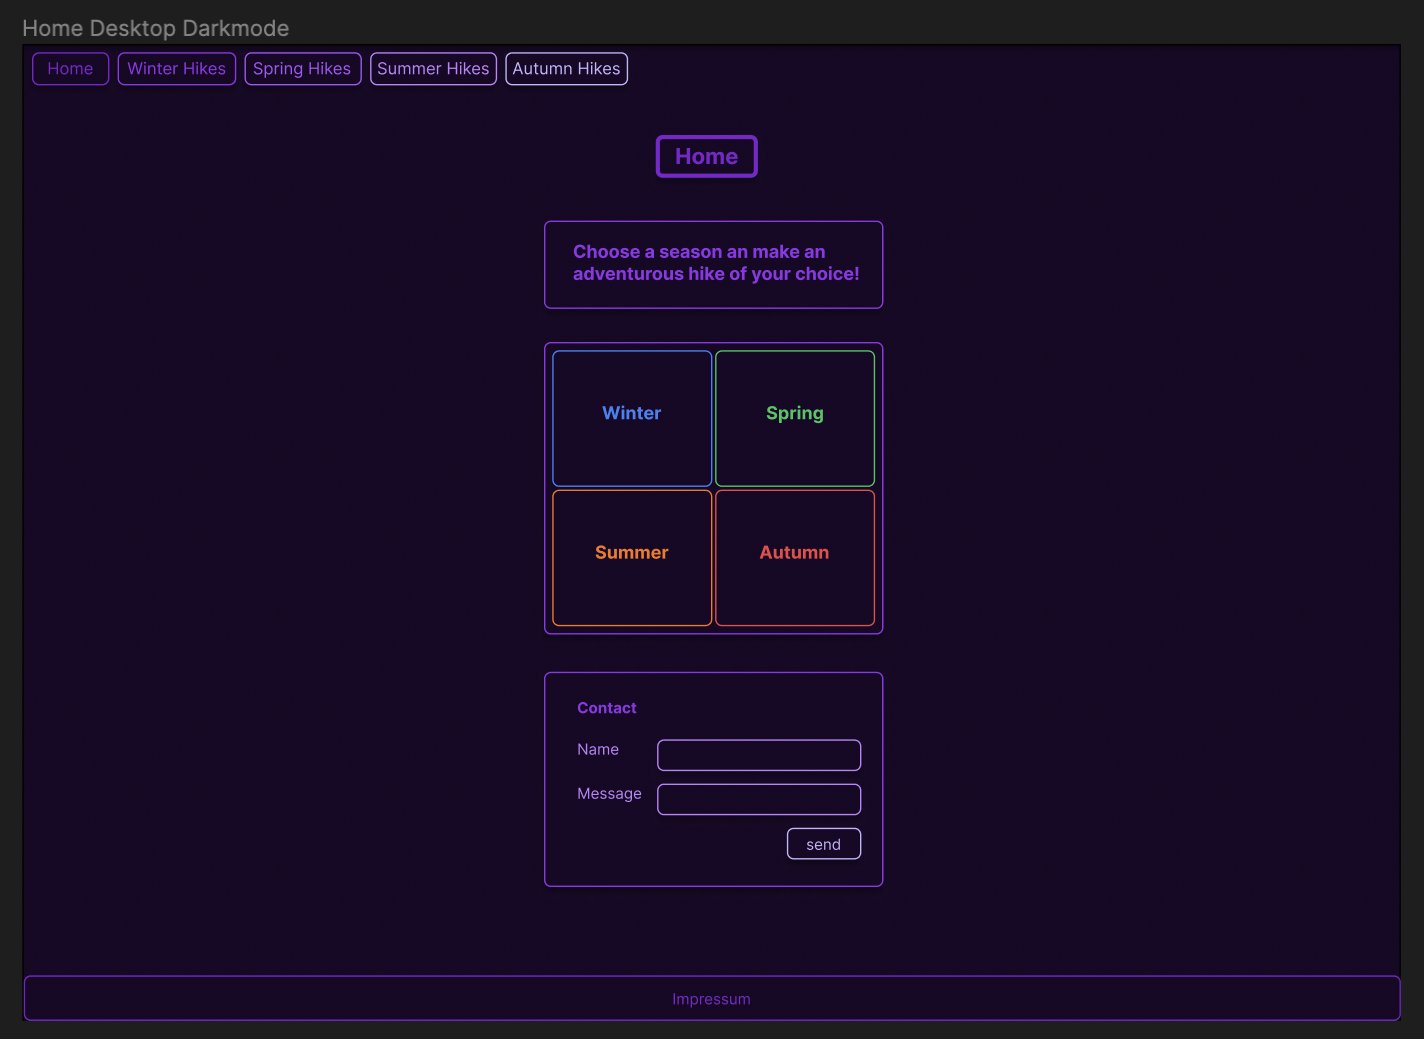 Home Desktop Darkmode
Home Winter Hikes Spring Hikes Summer Hikes Autumn Hikes
Home
Choose a season an make an
adventurous hike of your choice!
Winter Spring
Summer Autumn
Contact
Name
Message
send
Impressum